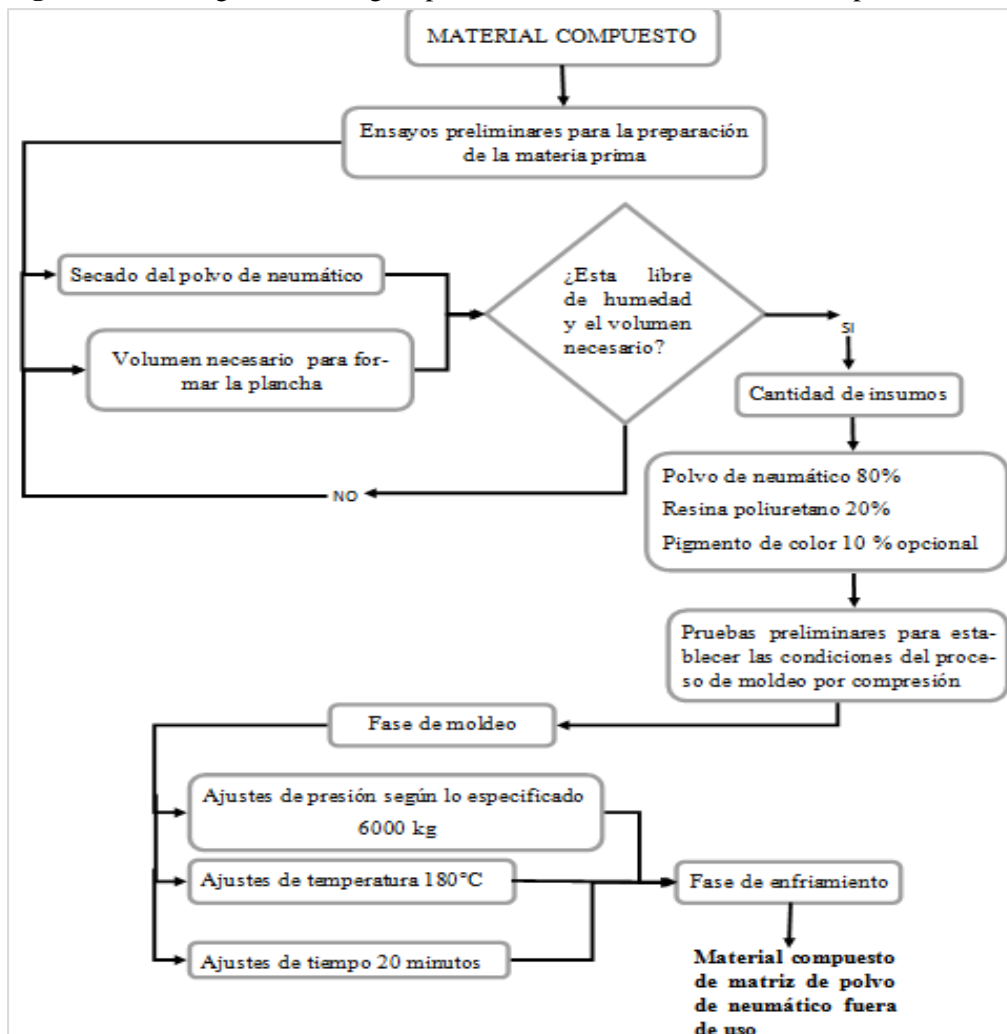 MATERIAL COMPUESTO
Ensayos preliminares para la preparación
de la materia prima
Secado del polvo de neumático
Volumen necesario para for-
mar la plancha
¿Esta libre
de humedad
y el volumen
necesario?
SI
NO
Cantidad de insumos
Polvo de neumático 80%
Resina poliuretano 20%
Pigmento de color 10 % opcional
Pruebas preliminares para esta-
blecer las condiciones del proce-
so de moldeo por compresión
Fase de moldeo
Ajustes de presión según lo especificado
6000 kg
Ajustes de temperatura 180°C
Ajustes de tiempo 20 minutos
Fase de enfriamiento
Material compuesto
de matriz de polvo
de neumático fuera
de uso